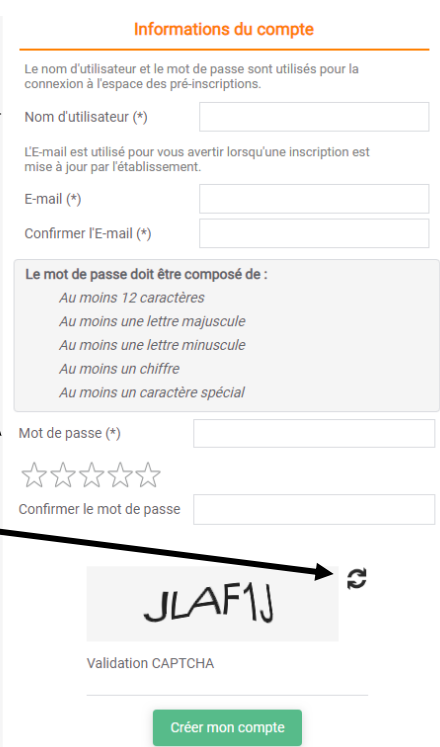 Informations du compte
Le nom d'utilisateur et le mot de passe sont utilisés pour la
connexion à l'espace des pré-inscriptions.
Nom d'utilisateur (*)
L'E-mail est utilisé pour vous avertir lorsqu'une inscription est
mise à jour par l'établissement.
E-mail (*)
Confirmer l'E-mail (*)
Le mot de passe doit être composé de :
Au moins 12 caractères
Au moins une lettre majuscule
Au moins une lettre minuscule
Au moins un chiffre
Au moins un caractère spécial
Mot de passe (*)
Confirmer le mot de passe
JLAF1J
Validation CAPTCHA
Créer mon compte